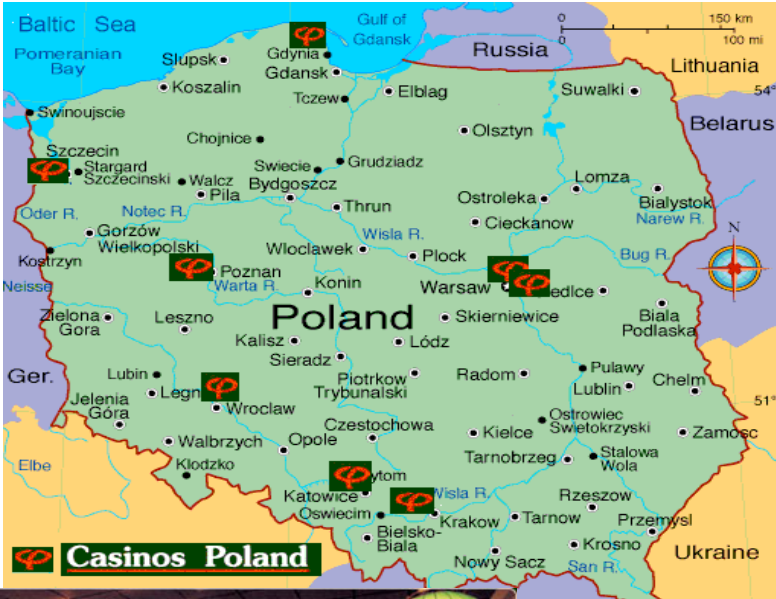 Baltic Sea
Gulf of
Gdansk
0 150 km
0 100 mi
Pomeranian
Bay
Russia
Lithuania
Slupsk
Gdynia
Gdansk
Koszalin
Tczew
Elblag
Suwalki
54°
Swinoujscie
Belarus
Chojnice
Olsztyn
Szczecin
Stargard
Szczecinski
Swiecie
Grudziadz
Walcz
Pila
Bydgoszcz
Lomza
Ostroleka
Bialystok
Oder R.
Notec R.
Thrun
Narew R.
Gorzów
Wielkopolski
Cieckanow
N
Wisla R.
Kostrzyn
Wloclawek
Plock
Bug R.
Poznan
Neisse
Warta R.
Konin
Warsaw
edlce
Poland
Biala
Podlaska
Zielona
Gora
Leszno
Skierniewice
Kalisz
Lódz
Sieradz
Ger.
Lubin
Piotrkow
Trybunalski
Radom
Pulawy
Lublin
Chelm
Legn
Jelenia
Góra
Wroclaw
51°
Ostrowiec
Swietokrzyski
Czestochowa
Kielce
Zamosc
Walbrzych
Opole
Elbe
Klodzko
Tarnobrzeg
Stalowa
Wola
ytom
Katowice
Wisla R.
Rzeszow
Oswiecim
Krakow
Tarnow
Przemysl
Bielsko-
Biala
Krosno
Ukraine
Casinos Poland
Nowy Sacz
San R.